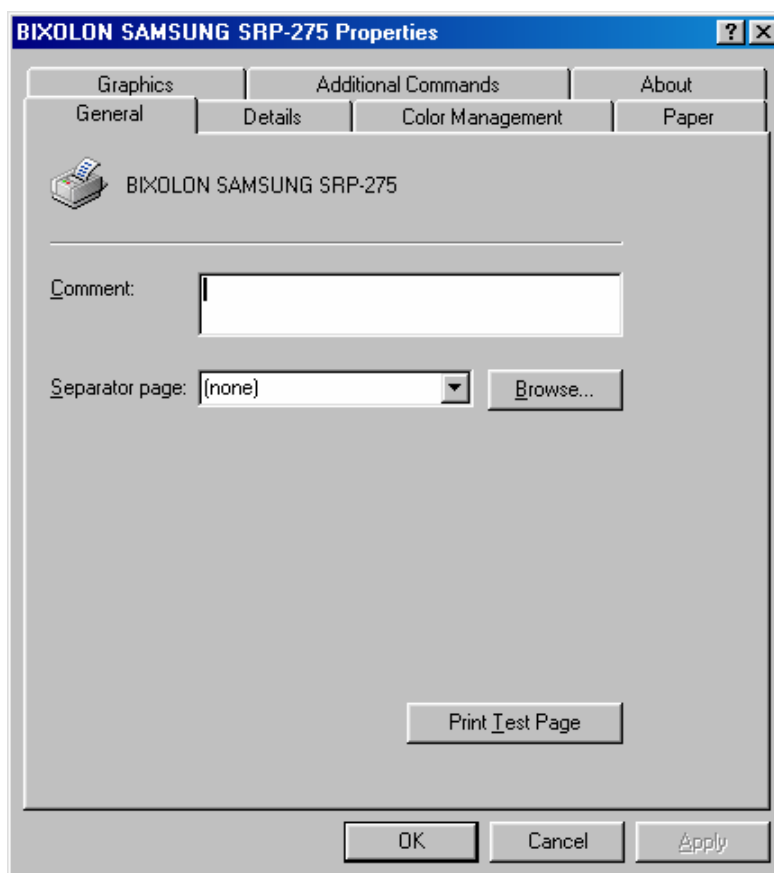 BIXOLON SAMSUNG SRP-275 Properties
Graphics Additional Commands About
General Details Color Management Paper
BIXOLON SAMSUNG SRP-275
Comment:
Separator page: (none) Browse...
Print Test Page
OK Cancel Apply